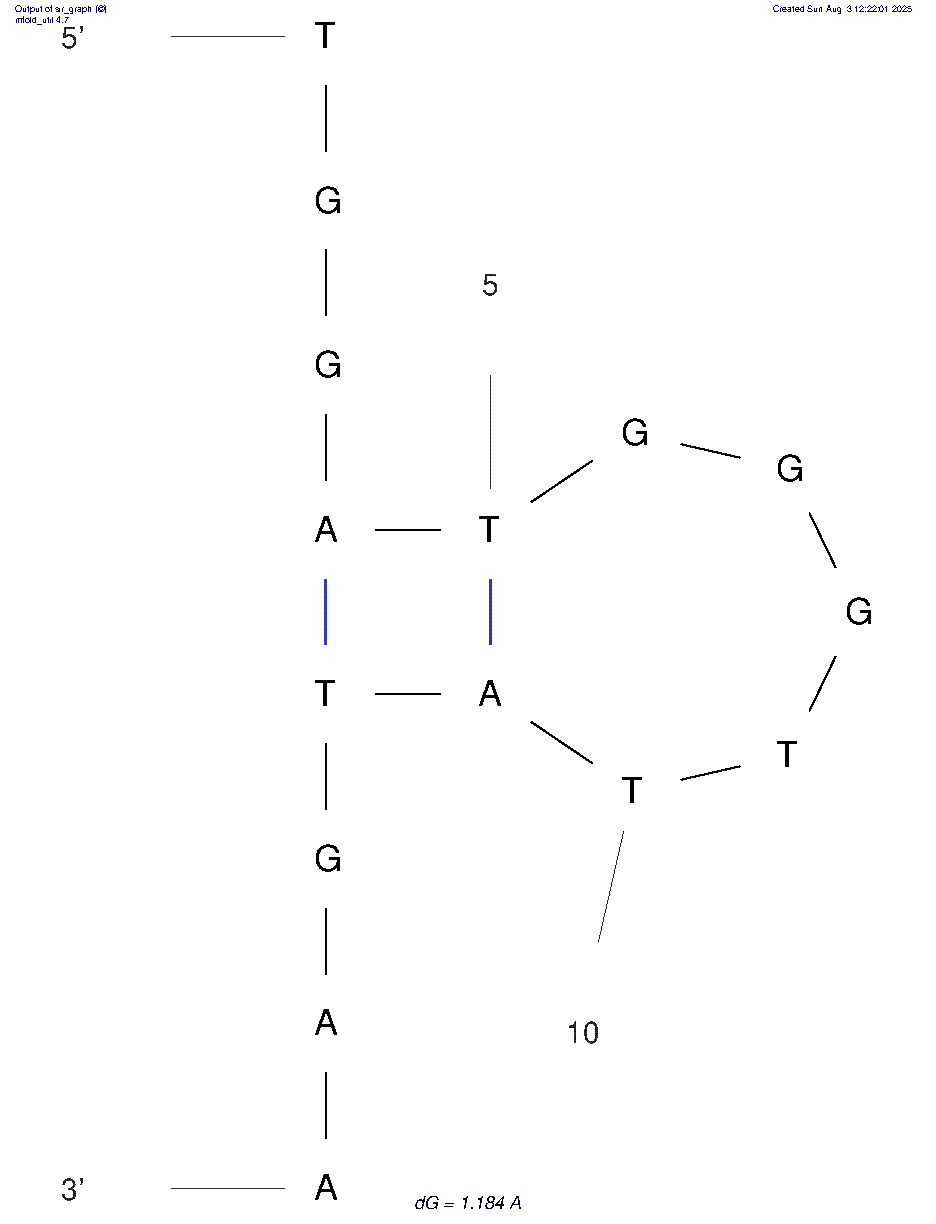 Output of sir_graph (©)
mfold_util 4.7
Created Sun Aug 3 12:22:01 2025
5' T
G
G
5
A T G G
G
T A T T
G
A
10
3' A
dG = 1.184 A